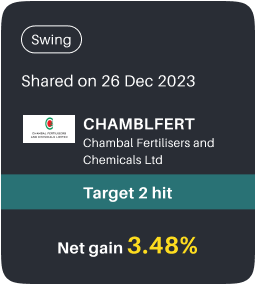 Swing
Shared on 26 Dec 2023
CHAMBAL FERTILISERS
AND CHEMICALS LIMITED
CHAMBLFERT
Chambal Fertilisers and
Chemicals Ltd
Target 2 hit
Net gain 3.48%